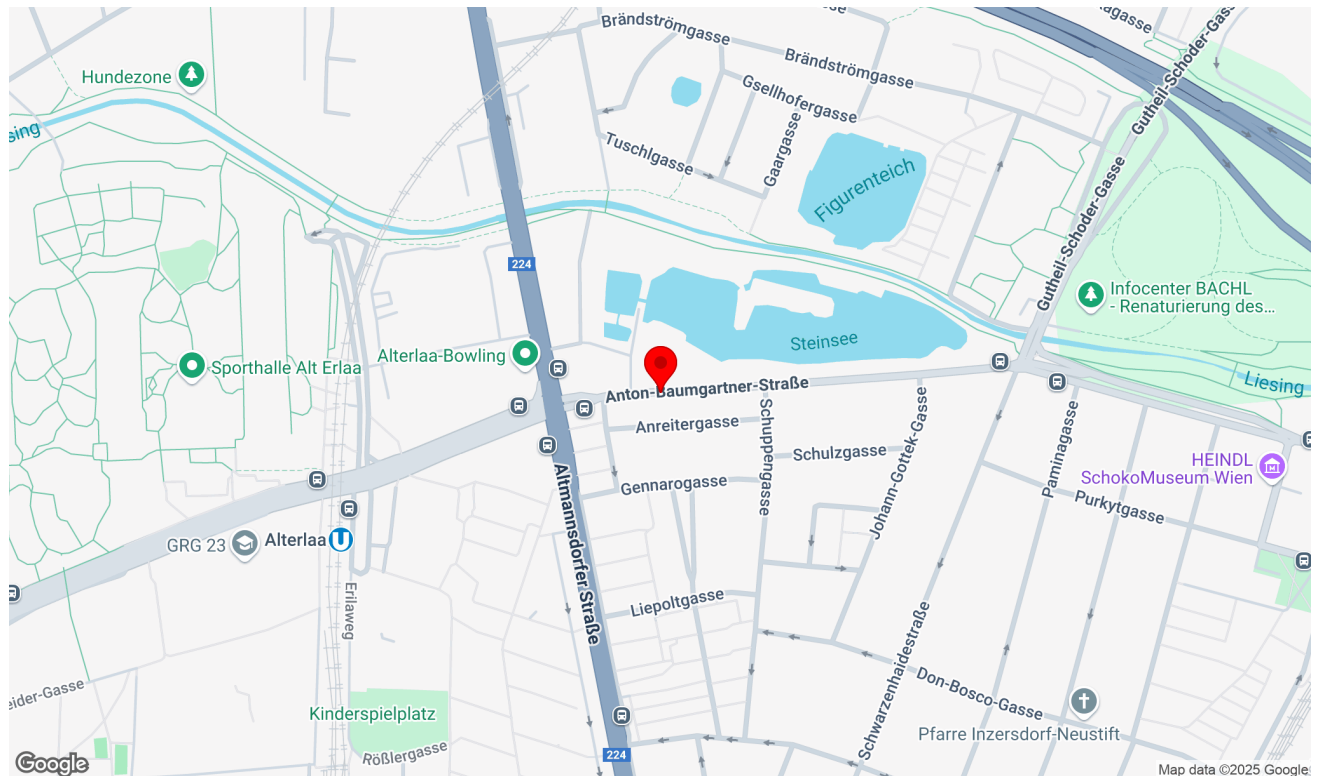 Brändströmgasse
Gutheil-Schoder-Gasse
Hundezone
Brändströmgasse
Gsellhofergasse
Tuschlgasse
Gaargasse
Figurenteich
Gutheil-Schoder-Gasse
224
Infocenter BACHL
- Renaturierung des...
Steinsee
Alterlaa-Bowling
Sporthalle Alt Erlaa
Liesing
Anton-Baumgartner-Straße
Anreitergasse
Schuppengasse
Schulzgasse
Johann-Gottek-Gasse
Paminagasse
HEINDL
SchokoMuseum Wien
Gennarogasse
Purkytgasse
Altmannsdorfer Straße
GRG 23
Alterlaa
U
Erilaweg
Liepoltgasse
Schwarzenhaidestraße
Don-Bosco-Gasse
eider-Gasse
Kinderspielplatz
Pfarre Inzersdorf-Neustift
Rößlergasse
224
Google
Map data ©2025 Google